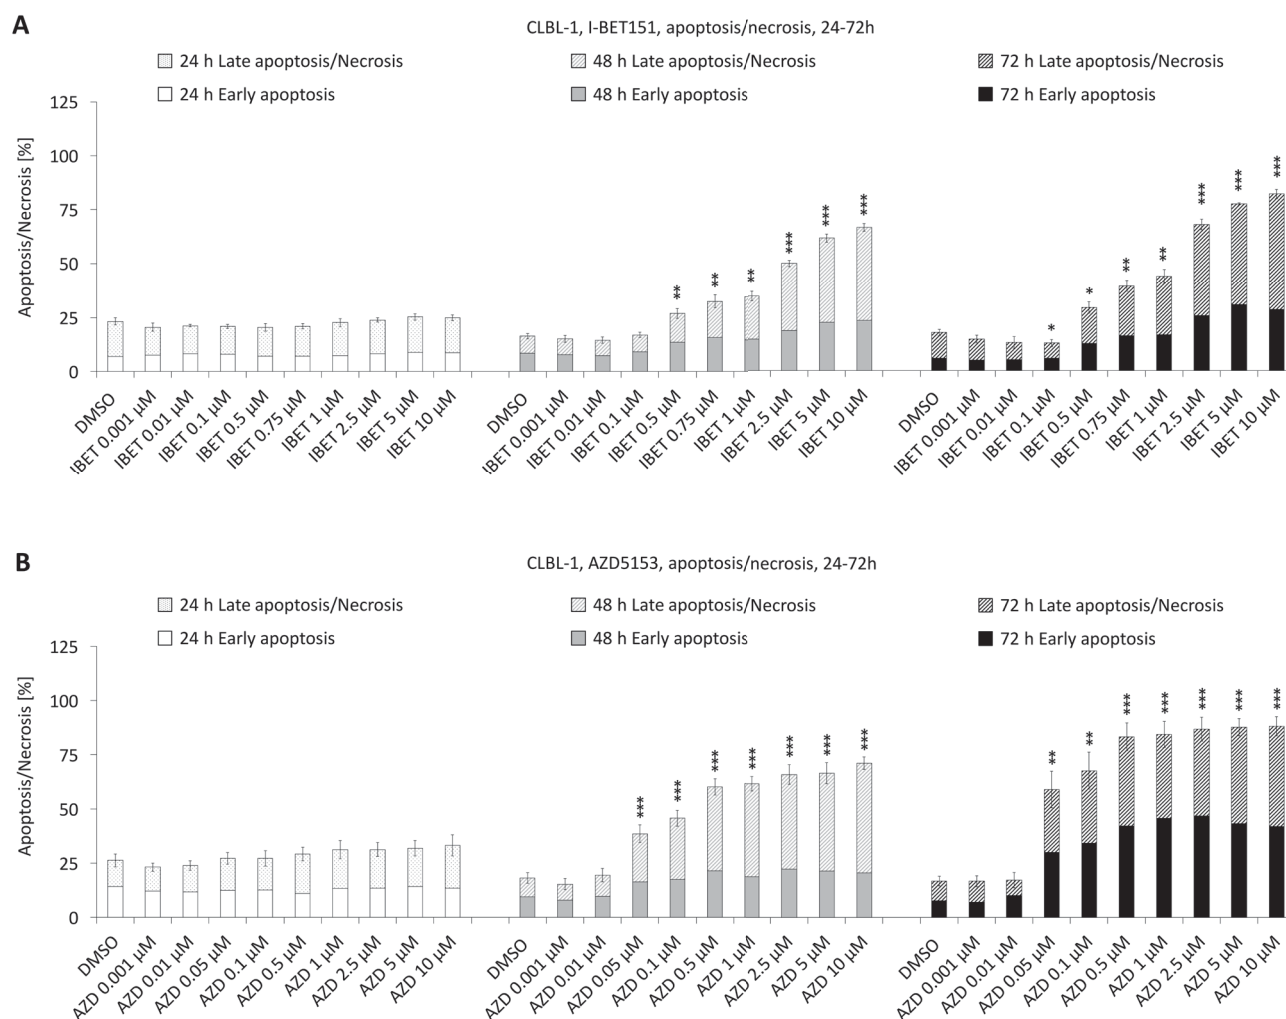 A
CLBL-1, I-BET151, apoptosis/necrosis, 24-72h
24 h Late apoptosis/Necrosis
48 h Late apoptosis/Necrosis
72 h Late apoptosis/Necrosis
24 h Early apoptosis
48 h Early apoptosis
72 h Early apoptosis
Apoptosis/Necrosis [%]
125
100
75
50
25
0
** ** ** *** *** ***
* * ** ** *** *** ***
DMSO
IBET 0.001 µM
IBET 0.01 µM
IBET 0.1 µM
IBET 0.5 µM
IBET 0.75 µM
IBET 1 µM
IBET 2.5 µM
IBET 5 µM
IBET 10 µM
DMSO
IBET 0.001 µM
IBET 0.01 µM
IBET 0.1 µM
IBET 0.5 µM
IBET 0.75 µM
IBET 1 µM
IBET 2.5 µM
IBET 5 µM
IBET 10 µM
DMSO
IBET 0.001 µM
IBET 0.01 µM
IBET 0.1 µM
IBET 0.5 µM
IBET 0.75 µM
IBET 1 µM
IBET 2.5 µM
IBET 5 µM
IBET 10 µM
B
CLBL-1, AZD5153, apoptosis/necrosis, 24-72h
24 h Late apoptosis/Necrosis
48 h Late apoptosis/Necrosis
72 h Late apoptosis/Necrosis
24 h Early apoptosis
48 h Early apoptosis
72 h Early apoptosis
Apoptosis/Necrosis [%]
125
100
75
50
25
0
*** *** *** *** *** *** ***
** ** *** *** *** *** ***
DMSO
AZD 0.001 µM
AZD 0.01 µM
AZD 0.05 µM
AZD 0.1 µM
AZD 0.5 µM
AZD 1 µM
AZD 2.5 µM
AZD 5 µM
AZD 10 µM
DMSO
AZD 0.001 µM
AZD 0.01 µM
AZD 0.05 µM
AZD 0.1 µM
AZD 0.5 µM
AZD 1 µM
AZD 2.5 µM
AZD 5 µM
AZD 10 µM
DMSO
AZD 0.001 µM
AZD 0.01 µM
AZD 0.05 µM
AZD 0.1 µM
AZD 0.5 µM
AZD 1 µM
AZD 2.5 µM
AZD 5 µM
AZD 10 µM